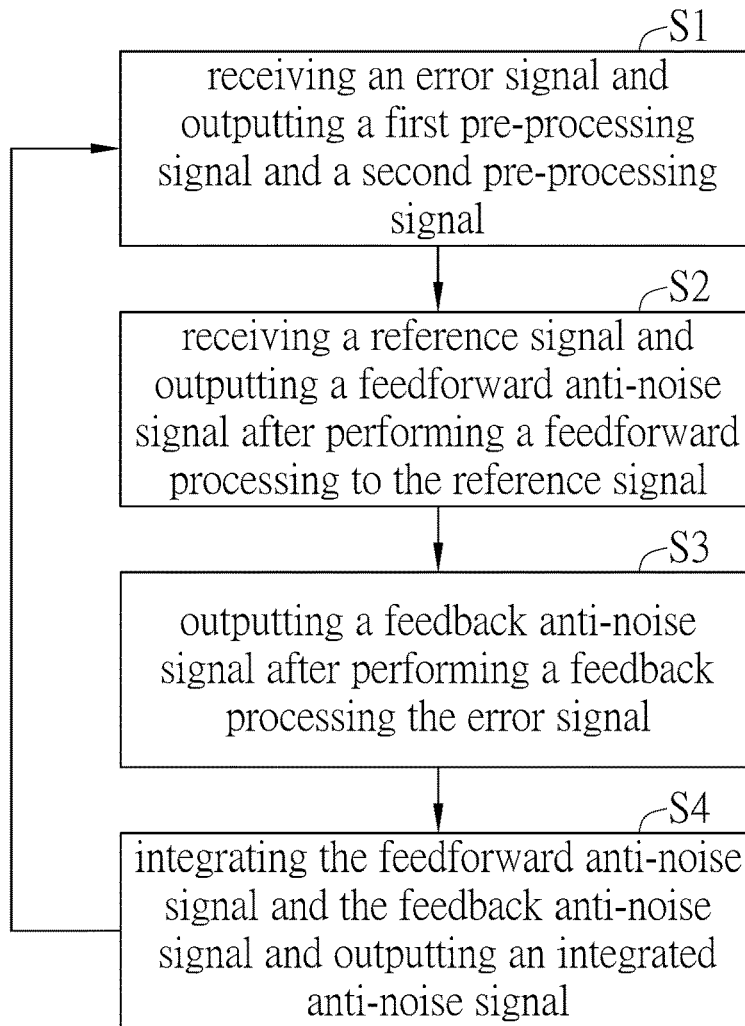 S1
receiving an error signal and
outputting a first pre-processing
signal and a second pre-processing
signal
S2
receiving a reference signal and
outputting a feedforward anti-noise
signal after performing a feedforward
processing to the reference signal
S3
outputting a feedback anti-noise
signal after performing a feedback
processing the error signal
S4
integrating the feedforward anti-noise
signal and the feedback anti-noise
signal and outputting an integrated
anti-noise signal